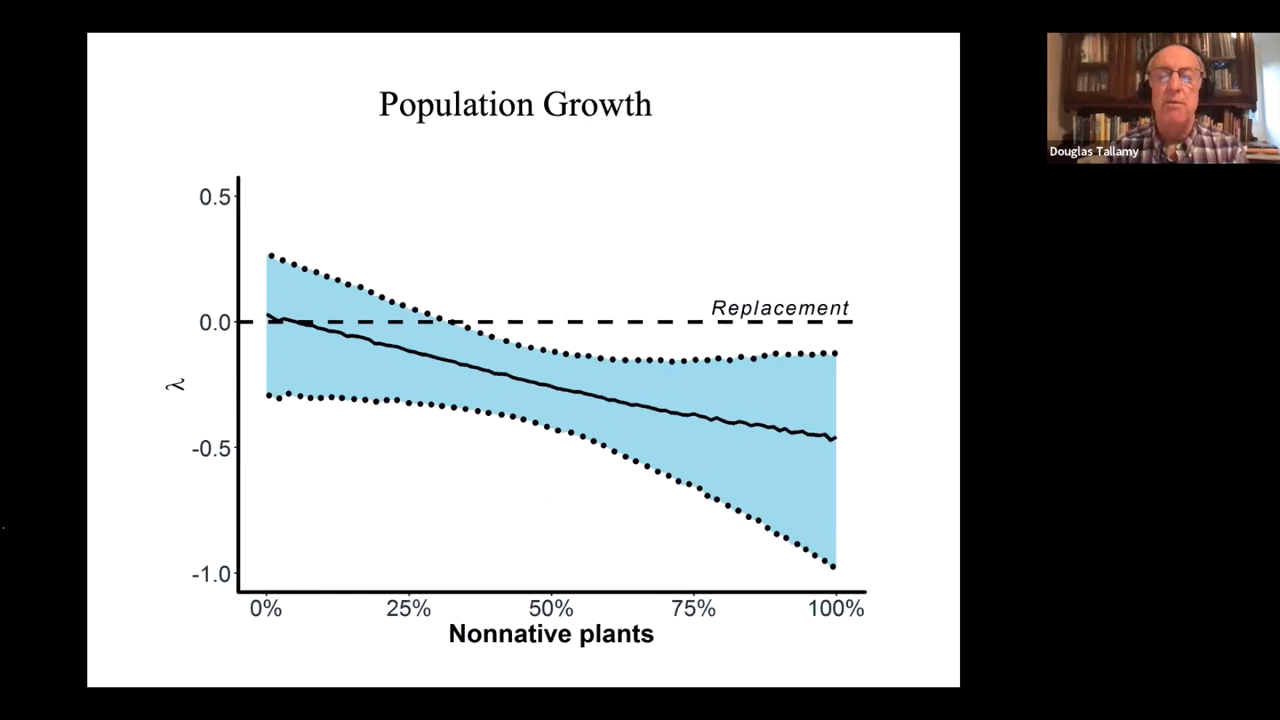 Population Growth
Douglas Tallamy
0.5
Replacement
0.0
λ
-0.5
-1.0
0%
25%
50%
75%
100%
Nonnative plants